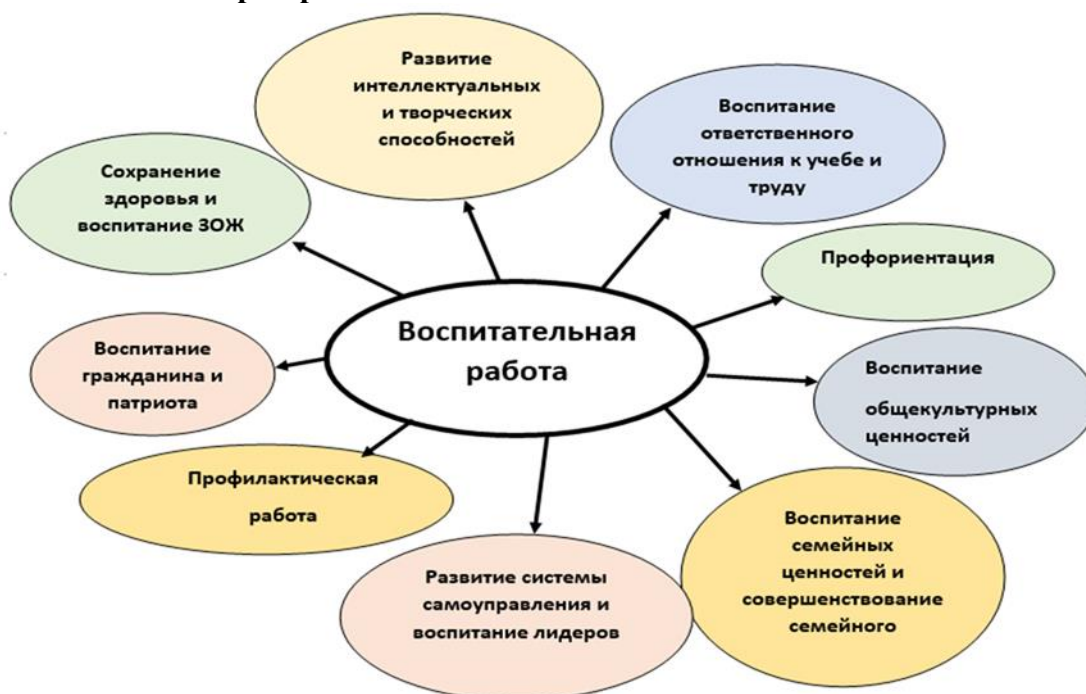 Развитие
интеллектуальных
и творческих
способностей
Воспитание
ответственного
отношения к учебе и
труду
Сохранение
здоровья и
воспитание ЗОЖ
Профориентация
Воспитательная
работа
Воспитание
гражданина и
патриота
Воспитание
общекультурных
ценностей
Профилактическая
работа
Воспитание
семейных
ценностей и
совершенствование
семейного
Развитие системы
самоуправления и
воспитание лидеров